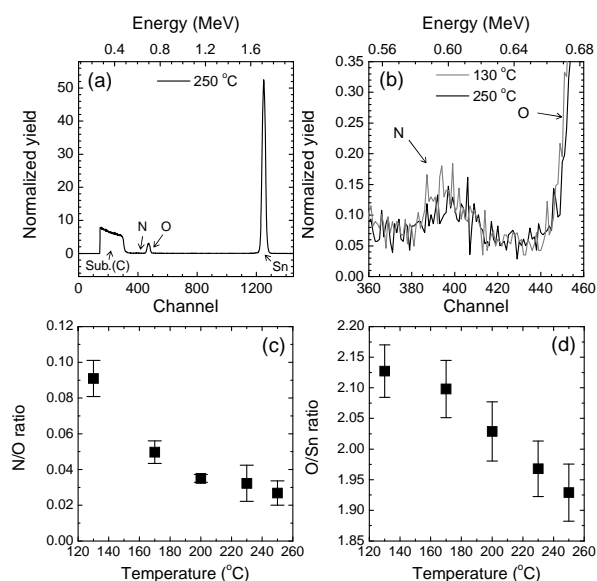 Energy (MeV)
0.4 0.8 1.2 1.6
(a)
250 °C
Normalized yield
50
40
30
20
10
0
N
O
Sub.(C)
Sn
0 400 800 1200
Channel
Energy (MeV)
0.56 0.60 0.64 0.68
(b)
130 °C
250 °C
Normalized yield
0.35
0.30
0.25
0.20
0.15
0.10
0.05
0.00
N
O
360 380 400 420 440 460
Channel
(c)
N/O ratio
0.12
0.10
0.08
0.06
0.04
0.02
0.00
120 140 160 180 200 220 240 260
Temperature (°C)
(d)
O/Sn ratio
2.20
2.15
2.10
2.05
2.00
1.95
1.90
1.85
120 140 160 180 200 220 240 260
Temperature (°C)